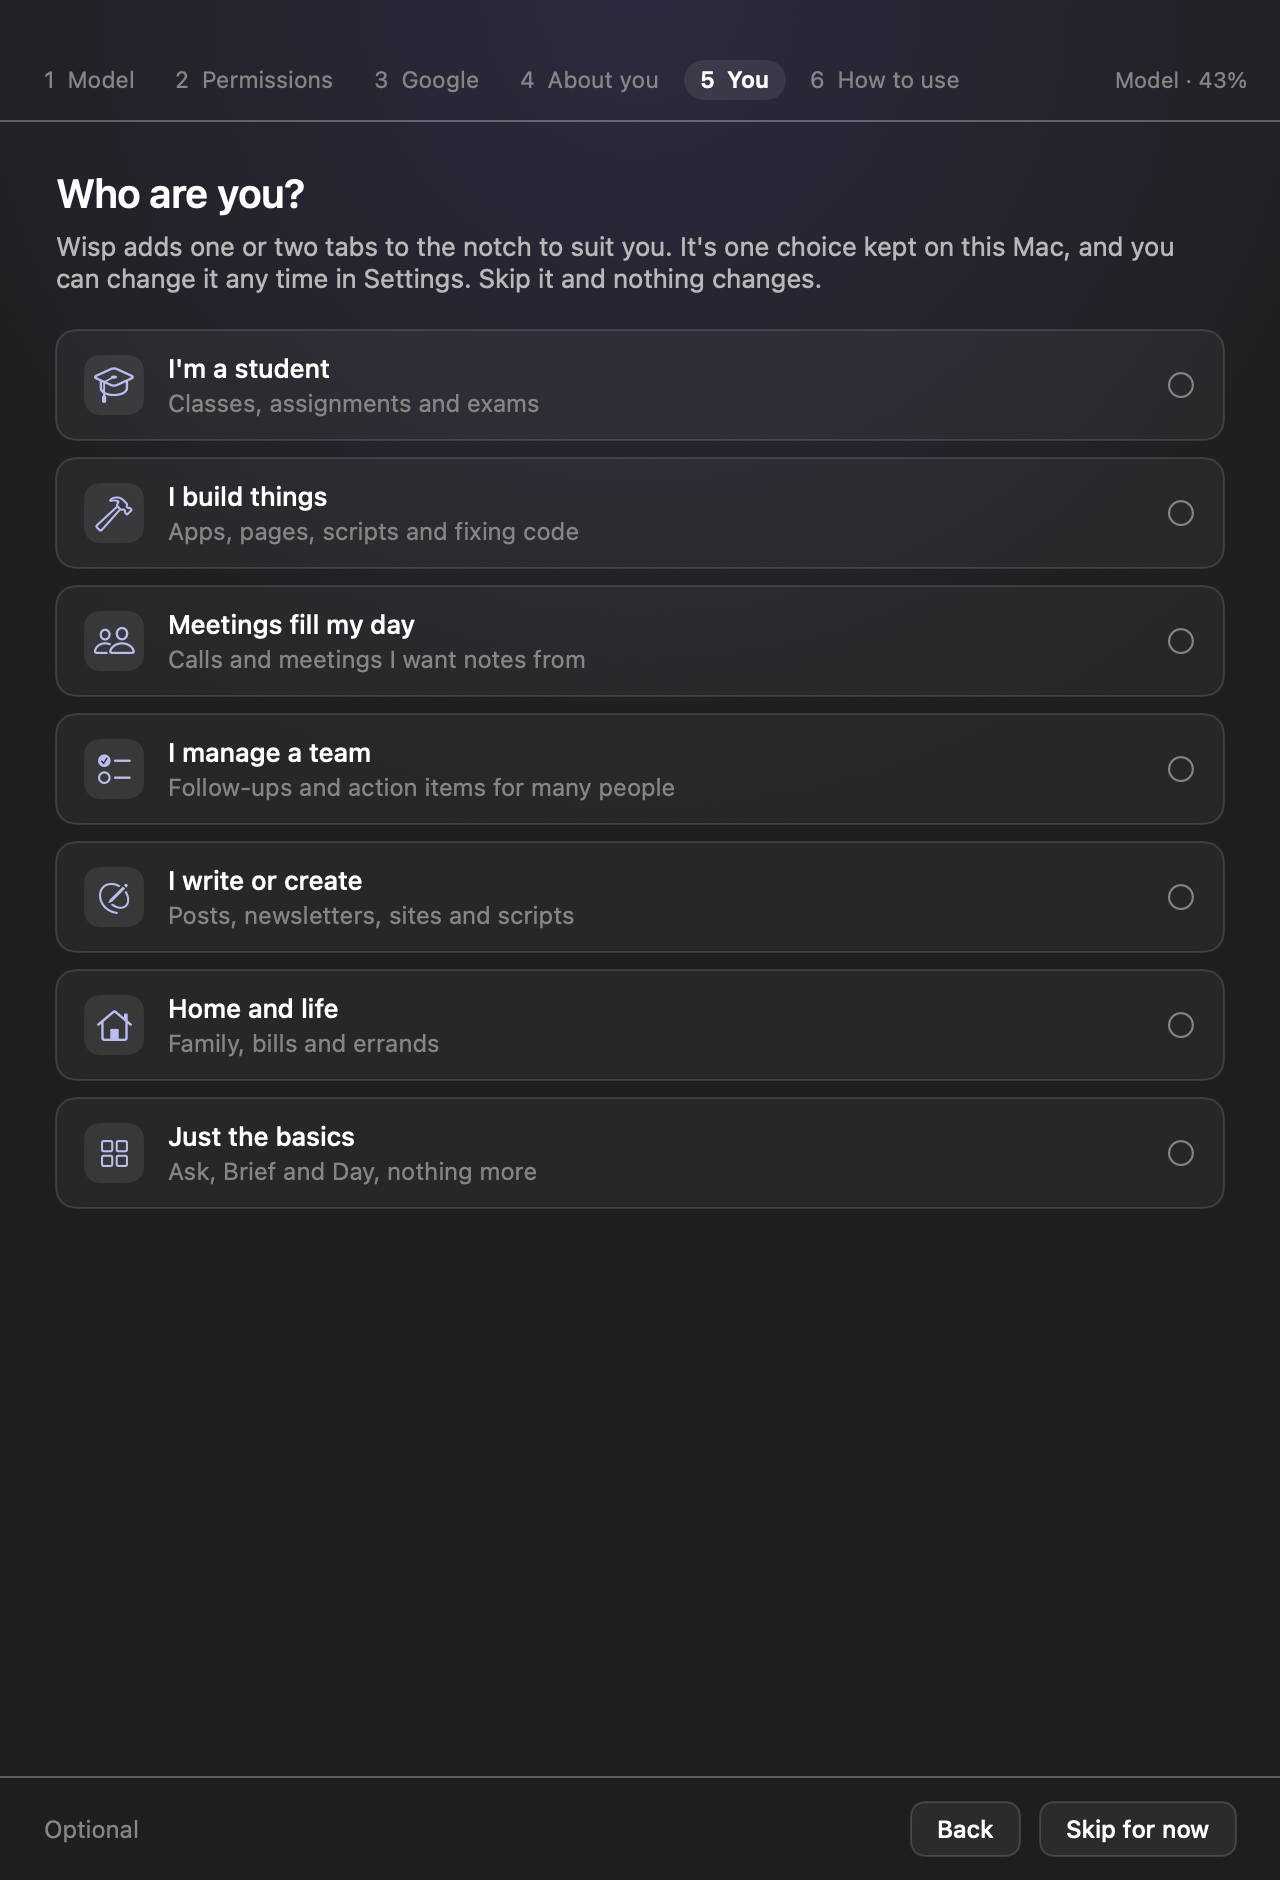 1 Model 2 Permissions 3 Google 4 About you 5 You 6 How to use Model · 43%
Who are you?
Wisp adds one or two tabs to the notch to suit you. It's one choice kept on this Mac, and you
can change it any time in Settings. Skip it and nothing changes.
I'm a student
Classes, assignments and exams
I build things
Apps, pages, scripts and fixing code
Meetings fill my day
Calls and meetings I want notes from
I manage a team
Follow-ups and action items for many people
I write or create
Posts, newsletters, sites and scripts
Home and life
Family, bills and errands
Just the basics
Ask, Brief and Day, nothing more
Optional Back Skip for now